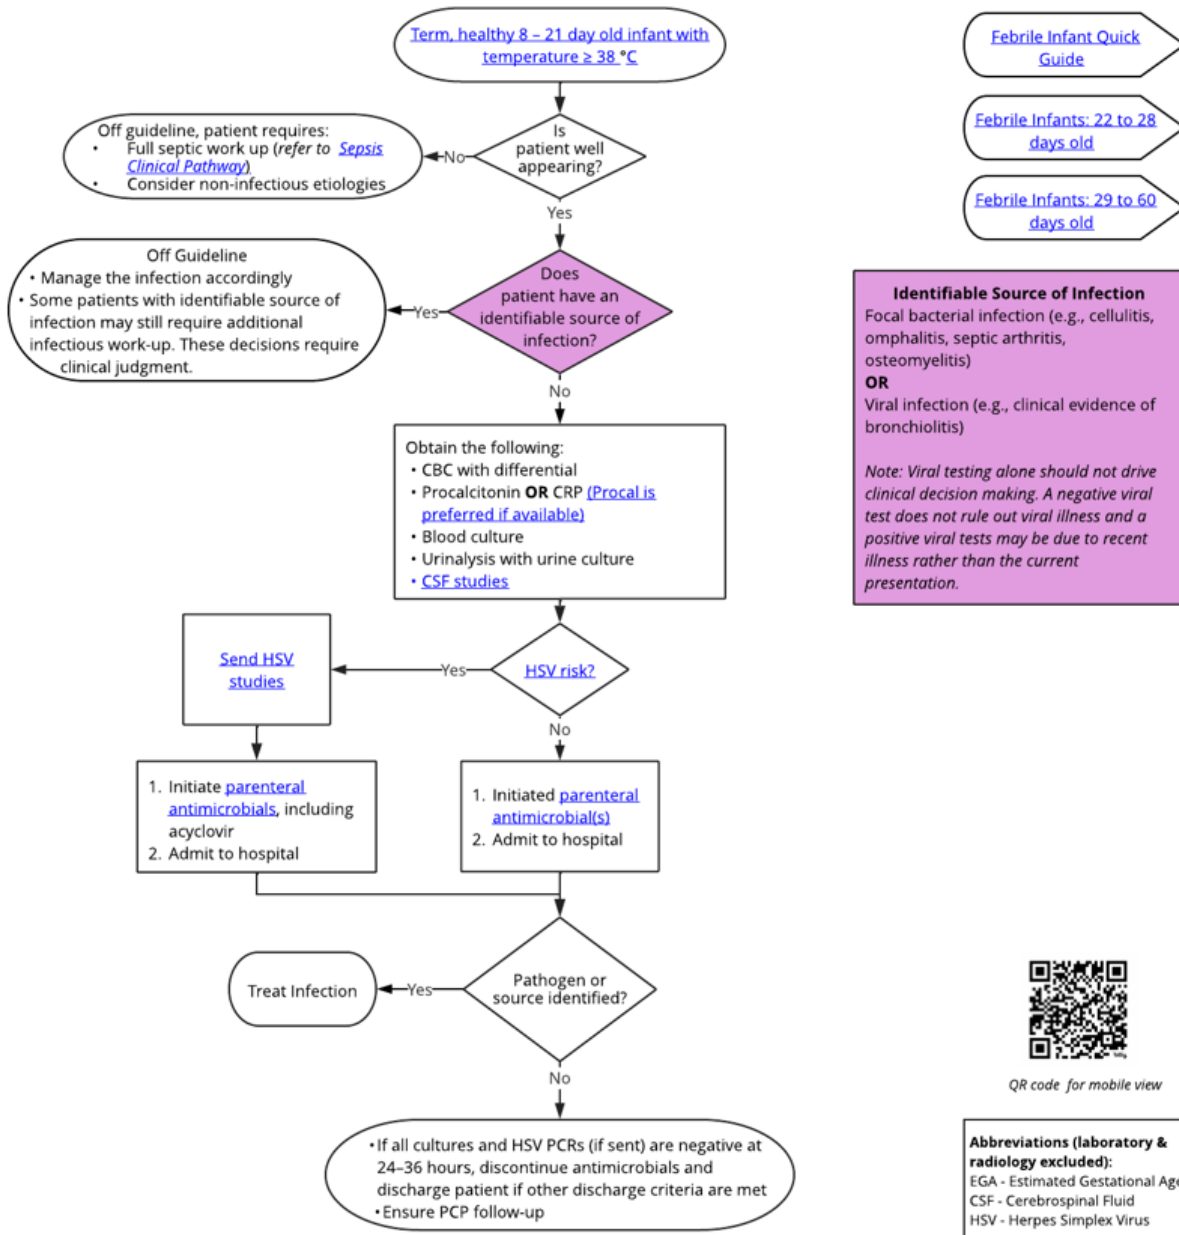 Term, healthy 8 – 21 day old infant with
temperature ≥ 38 °C
Febrile Infant Quick
Guide
Is
patient well
appearing?
No
Off guideline, patient requires:
• Full septic work up (refer to Sepsis
Clinical Pathway)
• Consider non-infectious etiologies
Febrile Infants: 22 to 28
days old
Yes
Febrile Infants: 29 to 60
days old
Does
patient have an
identifiable source of
infection?
Yes
Off Guideline
• Manage the infection accordingly
• Some patients with identifiable source of
infection may still require additional
infectious work-up. These decisions require
clinical judgment.
Identifiable Source of Infection
Focal bacterial infection (e.g., cellulitis,
omphalitis, septic arthritis,
osteomyelitis)
OR
Viral infection (e.g., clinical evidence of
bronchiolitis)
Note: Viral testing alone should not drive
clinical decision making. A negative viral
test does not rule out viral illness and a
positive viral tests may be due to recent
illness rather than the current
presentation.
No
Obtain the following:
• CBC with differential
• Procalcitonin OR CRP (Procal is
preferred if available)
• Blood culture
• Urinalysis with urine culture
• CSF studies
HSV risk?
Yes
Send HSV
studies
No
1. Initiate parenteral
antimicrobials, including
acyclovir
2. Admit to hospital
1. Initiated parenteral
antimicrobial(s)
2. Admit to hospital
Pathogen or
source identified?
Yes
Treat Infection
No
• If all cultures and HSV PCRs (if sent) are negative at
24–36 hours, discontinue antimicrobials and
discharge patient if other discharge criteria are met
• Ensure PCP follow-up
QR code for mobile view
Abbreviations (laboratory &
radiology excluded):
EGA - Estimated Gestational Age
CSF - Cerebrospinal Fluid
HSV - Herpes Simplex Virus